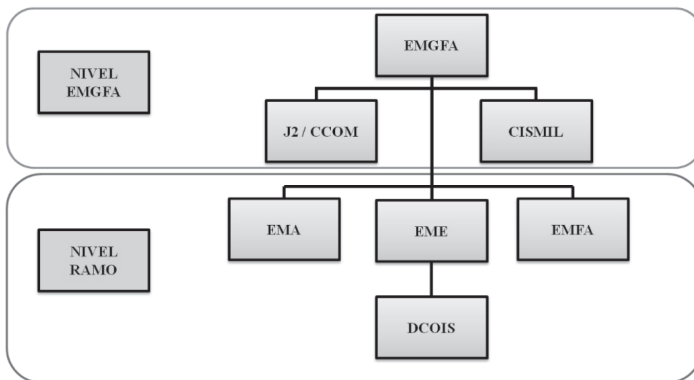 EMGFA
NIVEL
EMGFA
J2 / CCOM
CISMIL
EMA
EME
EMFA
NIVEL
RAMO
DCOIS